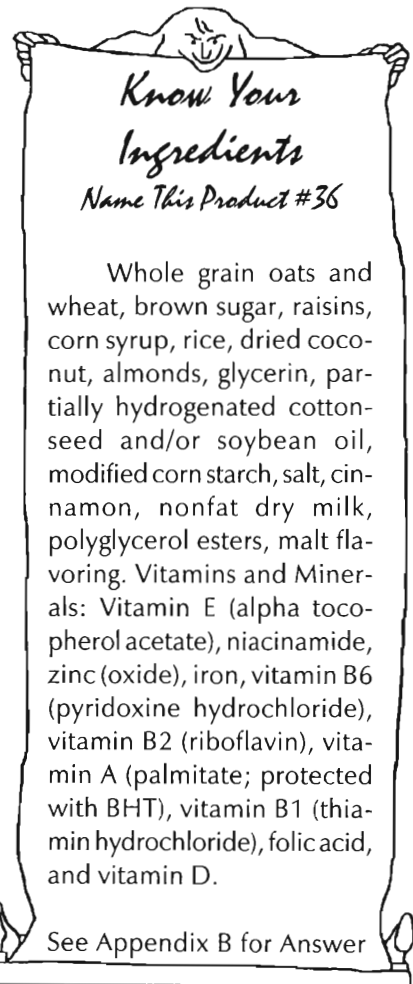 Know Your
Ingredients
Name This Product #36
Whole grain oats and
wheat, brown sugar, raisins,
corn syrup, rice, dried coco-
nut, almonds, glycerin, par-
tially hydrogenated cotton-
seed and/or soybean oil,
modified corn starch, salt, cin-
namon, nonfat dry milk,
polyglycerol esters, malt fla-
voring. Vitamins and Miner-
als: Vitamin E (alpha toco-
pherol acetate), niacinamide,
zinc (oxide), iron, vitamin B6
(pyridoxine hydrochloride),
vitamin B2 (riboflavin), vita-
min A (palmitate; protected
with BHT), vitamin B1 (thia-
min hydrochloride), folic acid,
and vitamin D.
See Appendix B for Answer